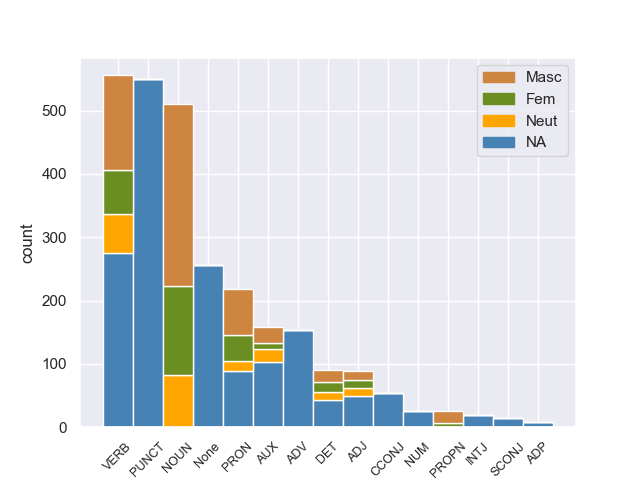 Masc
Fem
Neut
NA
500
400
300
200
100
0
count
VERB
PUNCT
NOUN
None
PRON
AUX
ADV
DET
ADJ
CCONJ
NUM
PROPN
INTJ
SCONJ
ADP